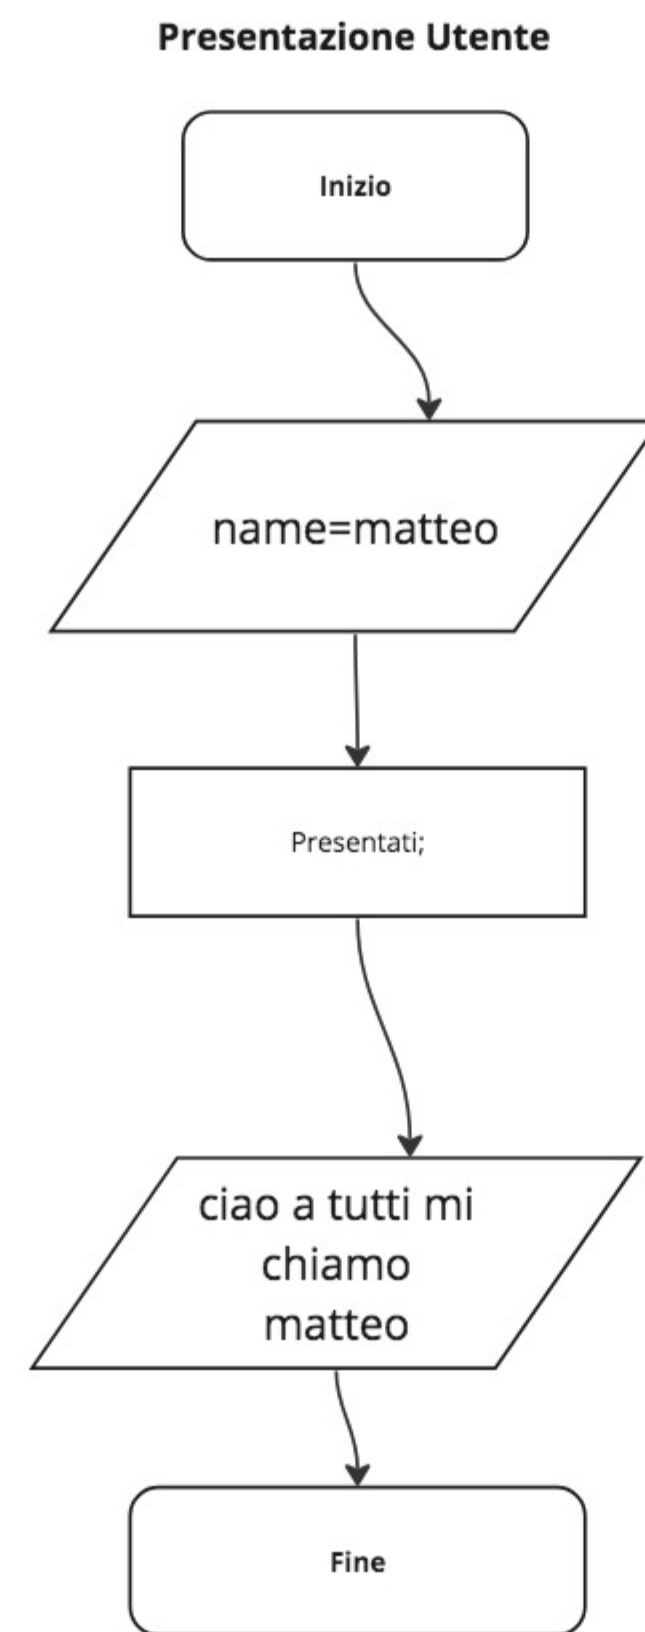 Presentazione Utente
Inizio
name=matteo
Presentati;
ciao a tutti mi
chiamo
matteo
Fine